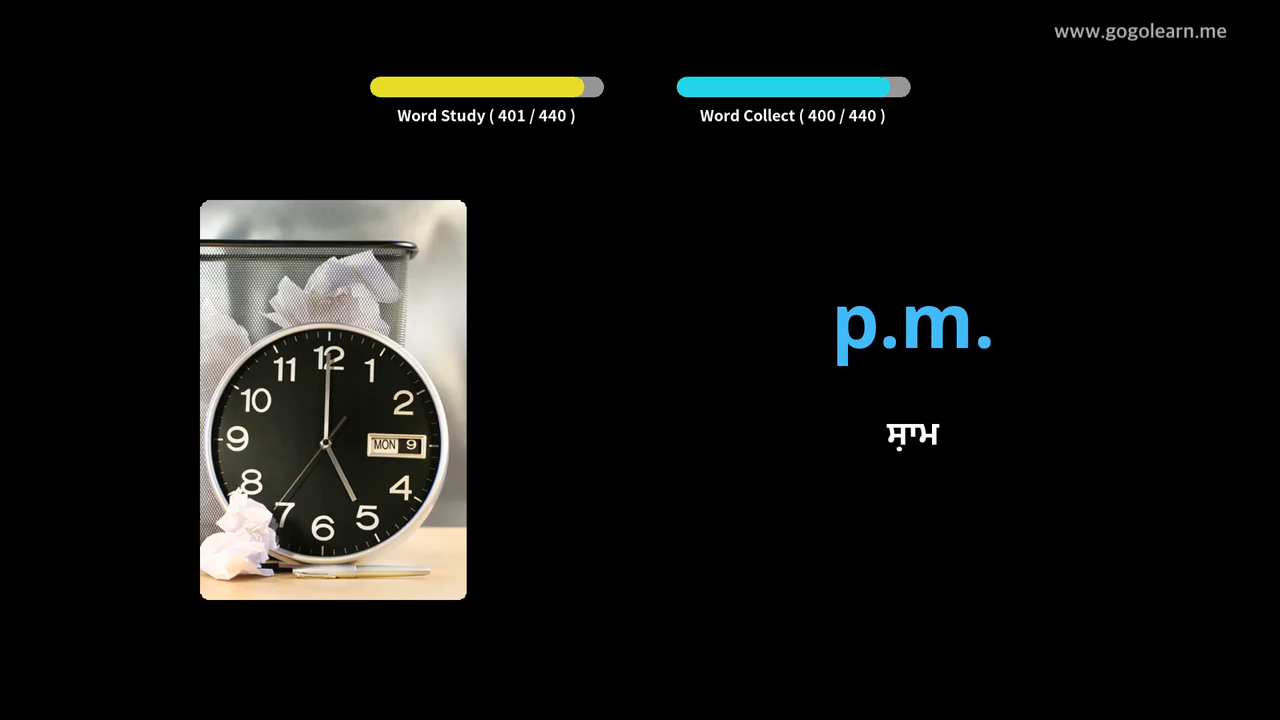 www.gogolearn.me
Word Study ( 401 / 440 )
Word Collect ( 400 / 440 )
p.m.
ਸ਼ਾਮ
12
11
1
10
2
9
MON 9
8
4
7
5
6